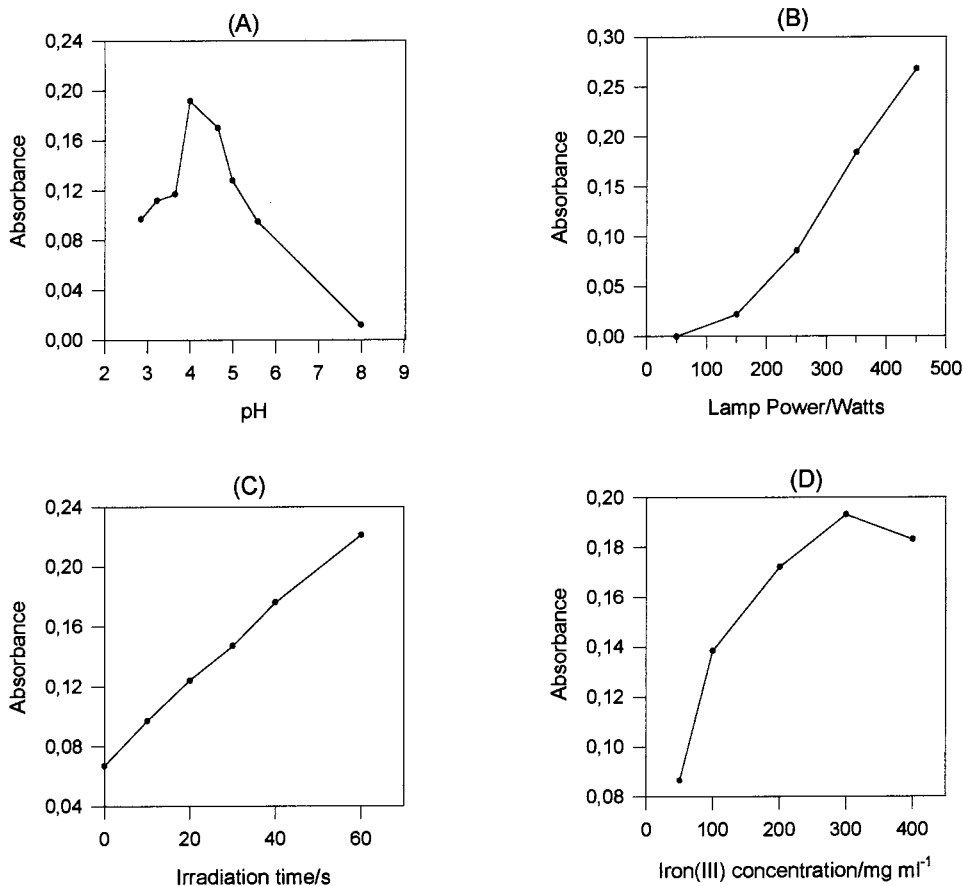 (A)
0,24
0,20
0,16
0,12
0,08
0,04
0,00
Absorbance
2 3 4 5 6 7 8 9
pH
(B)
0,30
0,25
0,20
0,15
0,10
0,05
0,00
Absorbance
0 100 200 300 400 500
Lamp Power/Watts
(C)
0,24
0,20
0,16
0,12
0,08
0,04
Absorbance
0 20 40 60
Irradiation time/s
(D)
0,20
0,18
0,16
0,14
0,12
0,10
0,08
Absorbance
0 100 200 300 400
Iron(III) concentration/mg ml⁻¹